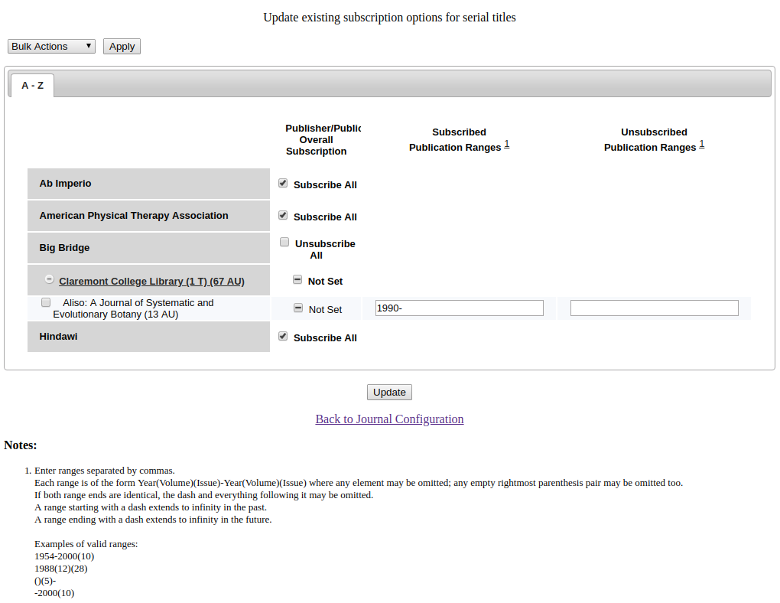 Update existing subscription options for serial titles
Bulk Actions
Apply
A - Z
Publisher/Public
Overall
Subscription
Subscribed
Publication Ranges 1
Unsubscribed
Publication Ranges 1
Ab Imperio
Subscribe All
American Physical Therapy Association
Subscribe All
Big Bridge
Unsubscribe
All
Claremont College Library (1 T) (67 AU)
Not Set
Aliso: A Journal of Systematic and
Evolutionary Botany (13 AU)
Not Set
1990-
Hindawi
Subscribe All
Update
Back to Journal Configuration
Notes:
1. Enter ranges separated by commas.
Each range is of the form Year(Volume)(Issue)-Year(Volume)(Issue) where any element may be omitted; any empty rightmost parenthesis pair may be omitted too.
If both range ends are identical, the dash and everything following it may be omitted.
A range starting with a dash extends to infinity in the past.
A range ending with a dash extends to infinity in the future.
Examples of valid ranges:
1954-2000(10)
1988(12)(28)
()(5)-
-2000(10)